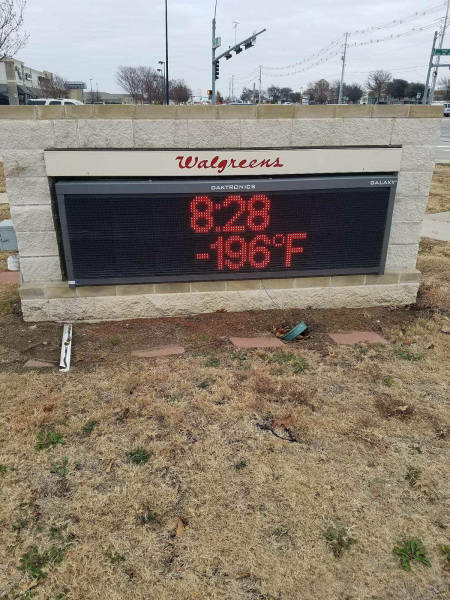 Walgreens
DAKTRONICS
GALAXY
8:28
-196°F